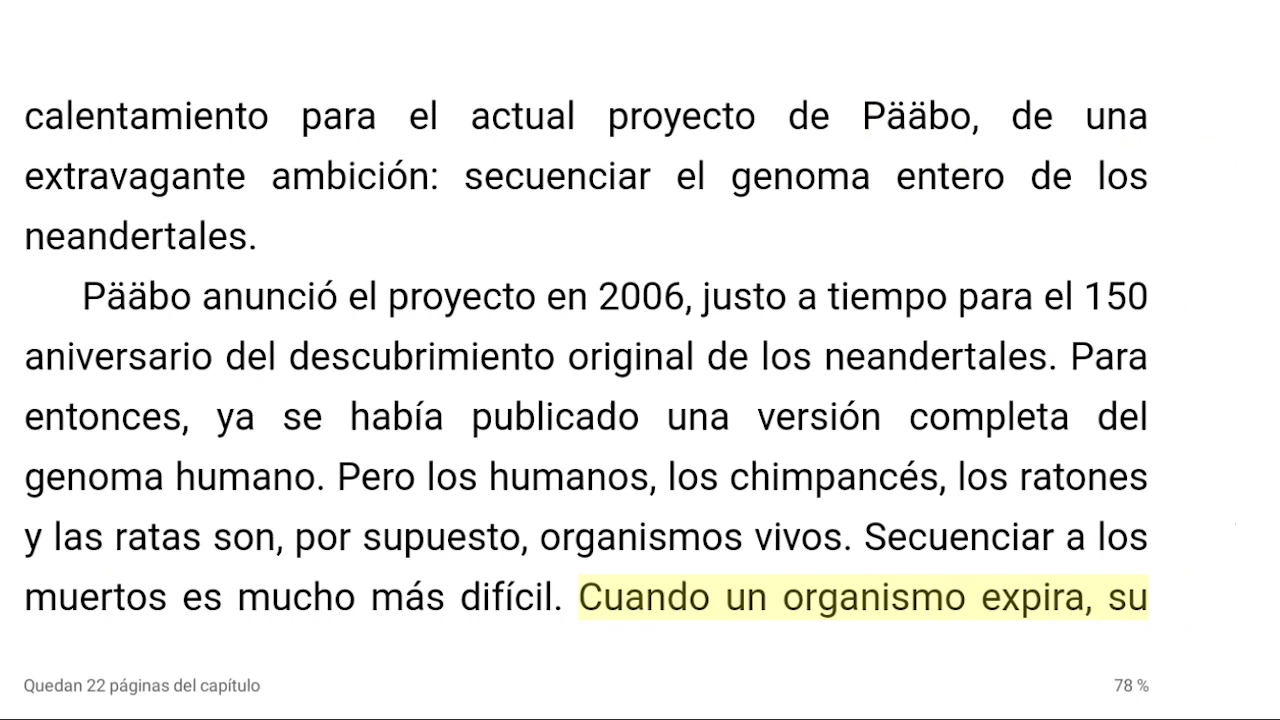 calentamiento para el actual proyecto de Pääbo, de una
extravagante ambición: secuenciar el genoma entero de los
neandertales.
Pääbo anunció el proyecto en 2006, justo a tiempo para el 150
aniversario del descubrimiento original de los neandertales. Para
entonces, ya se había publicado una versión completa del
genoma humano. Pero los humanos, los chimpancés, los ratones
y las ratas son, por supuesto, organismos vivos. Secuenciar a los
muertos es mucho más difícil. Cuando un organismo expira, su
Quedan 22 páginas del capítulo
78 %